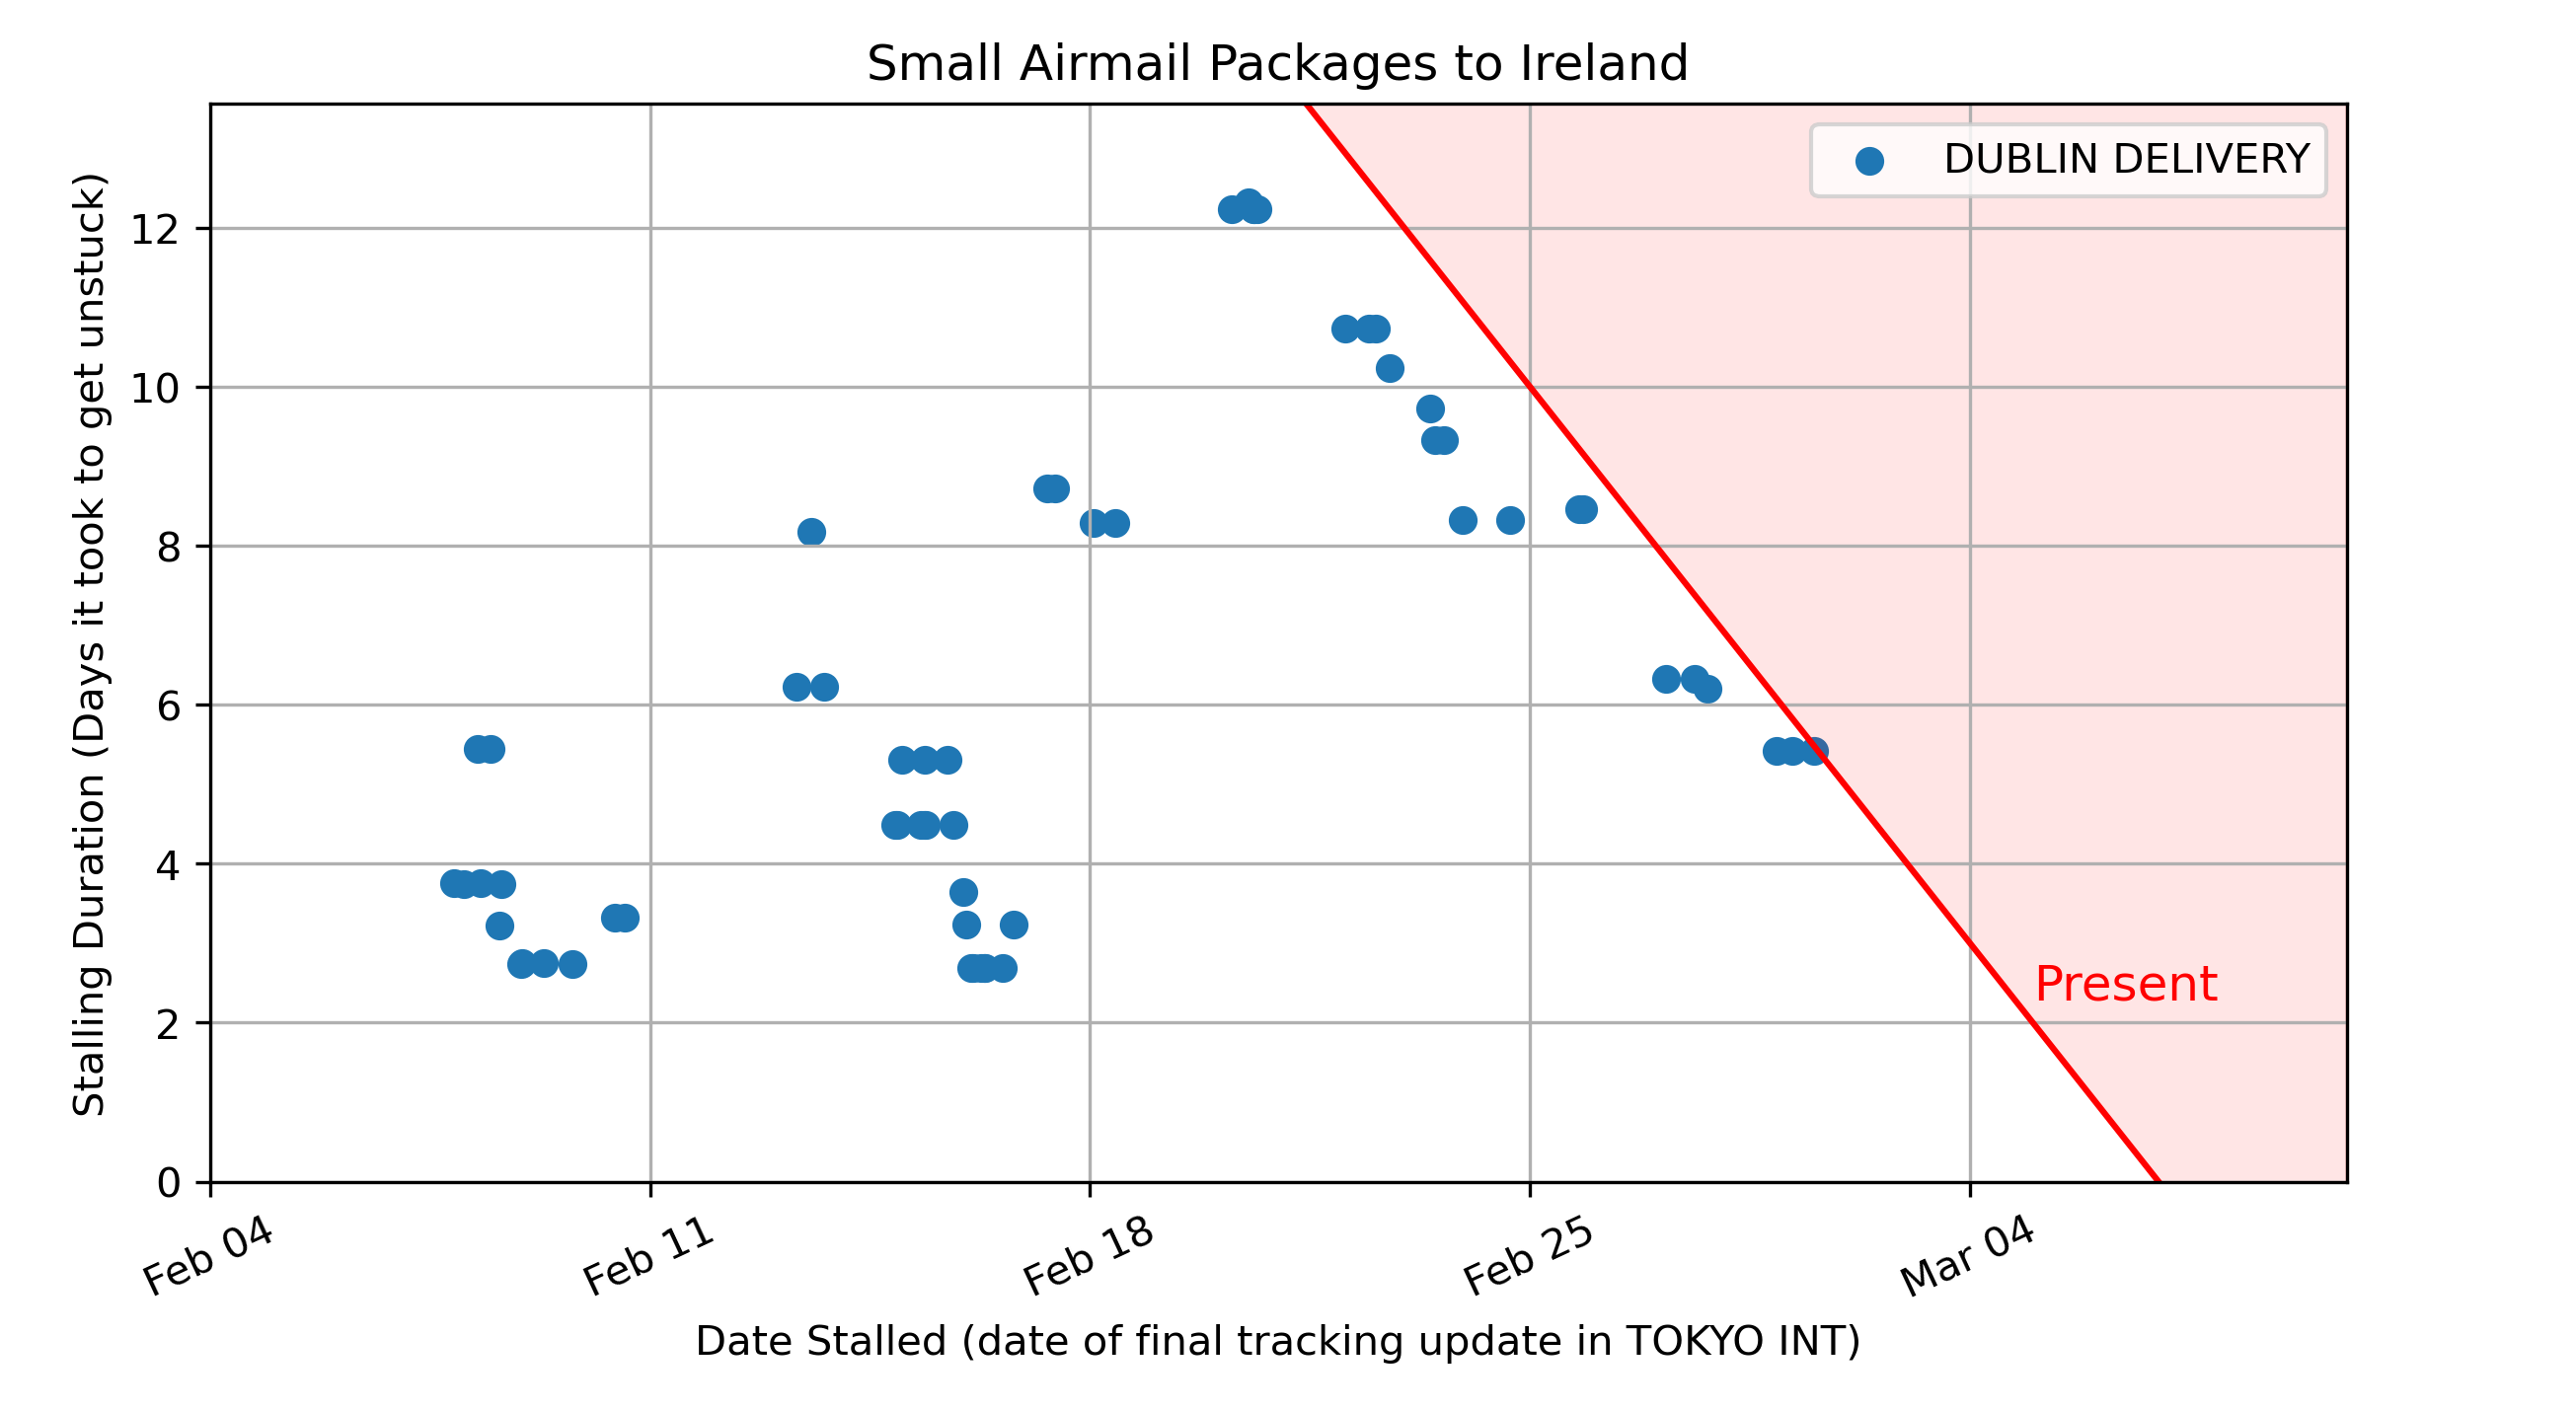 Small Airmail Packages to Ireland
DUBLIN DELIVERY
Stalling Duration (Days it took to get unstuck)
12
10
8
6
4
2
0
Present
Feb 04
Feb 11
Feb 18
Feb 25
Mar 04
Date Stalled (date of final tracking update in TOKYO INT)